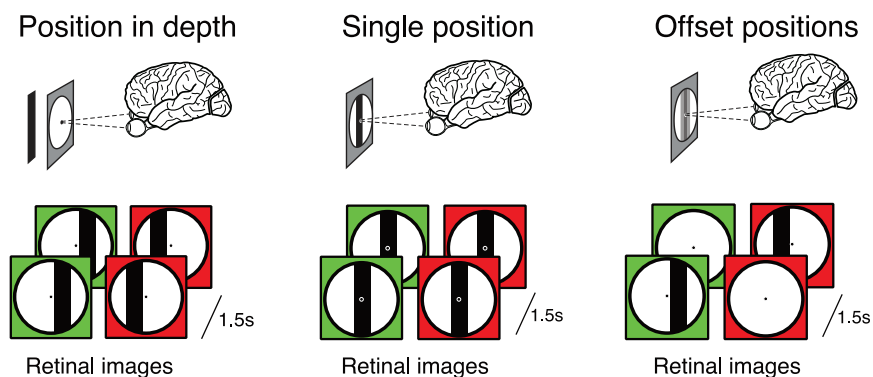 Position in depth
Single position
Offset positions
1.5s
1.5s
1.5s
Retinal images
Retinal images
Retinal images